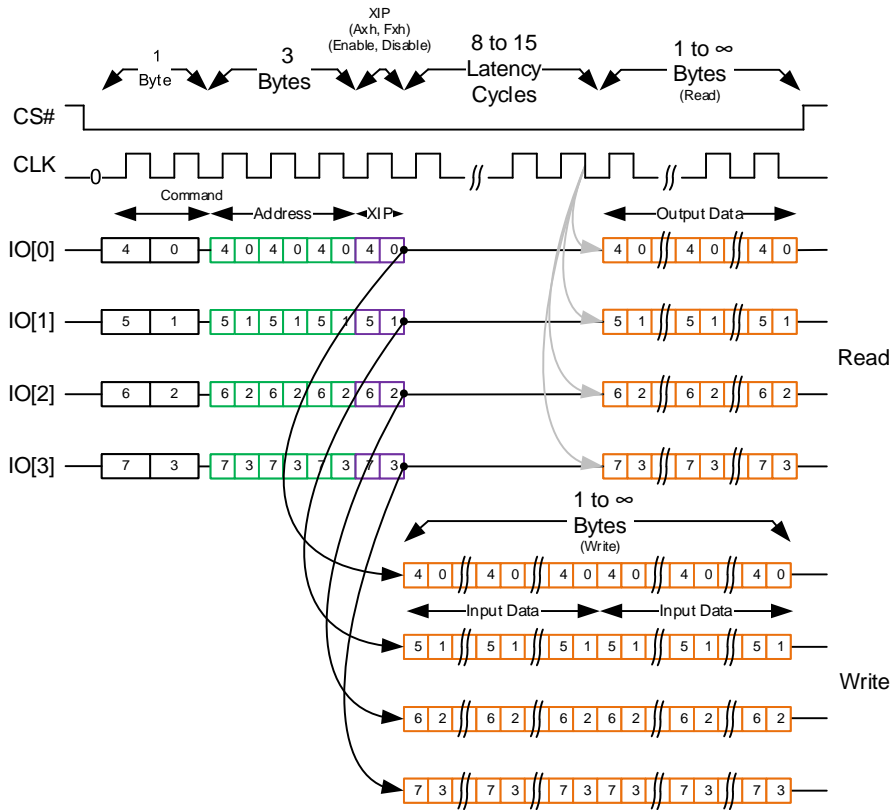 XIP
(Axh, Fxh)
(Enable, Disable)
1
Byte
3
Bytes
8 to 15
Latency
Cycles
1 to ∞
Bytes
(Read)
CS#
CLK
0
Command
Address
XIP
Output Data
IO[0]
4 0 4 0 4 0 4 0 4 0 4 0 4 0 4 0
IO[1]
5 1 5 1 5 1 5 1 5 1 5 1 5 1 5 1
Read
IO[2]
6 2 6 2 6 2 6 2 6 2 6 2 6 2 6 2
IO[3]
7 3 7 3 7 3 7 3 7 3 7 3 7 3 7 3
1 to ∞
Bytes
(Write)
4 0 4 0 4 0 4 0 4 0 4 0
Input Data Input Data
5 1 5 1 5 1 5 1 5 1 5 1
Write
6 2 6 2 6 2 6 2 6 2 6 2
7 3 7 3 7 3 7 3 7 3 7 3